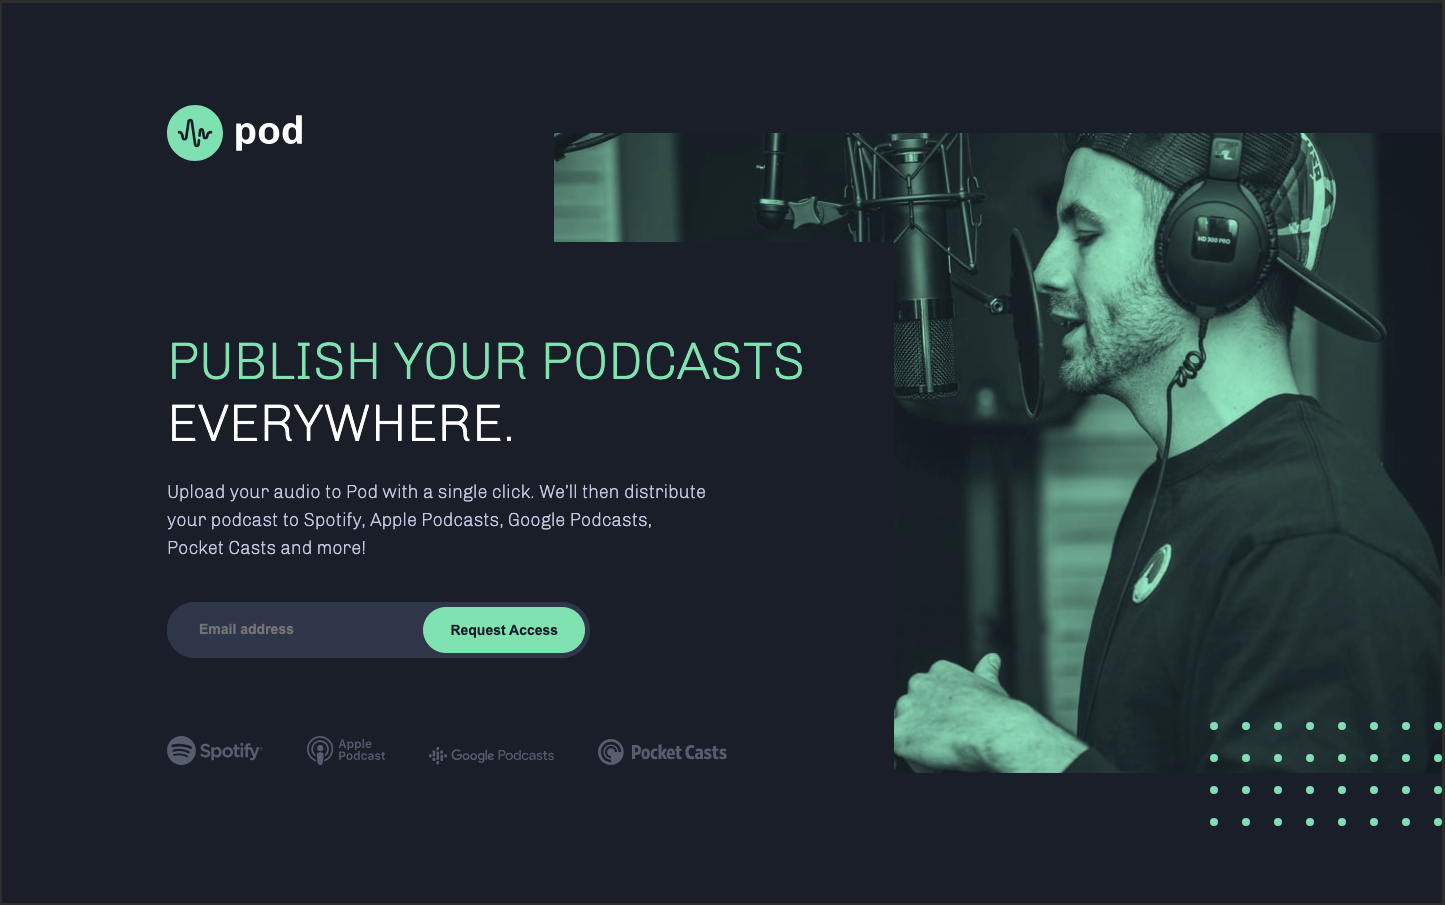 pod
HD 300 PRO
PUBLISH YOUR PODCASTS
EVERYWHERE.
Upload your audio to Pod with a single click. We’ll then distribute
your podcast to Spotify, Apple Podcasts, Google Podcasts,
Pocket Casts and more!
Email address
Request Access
Spotify
Apple
Podcast
Google Podcasts
Pocket Casts